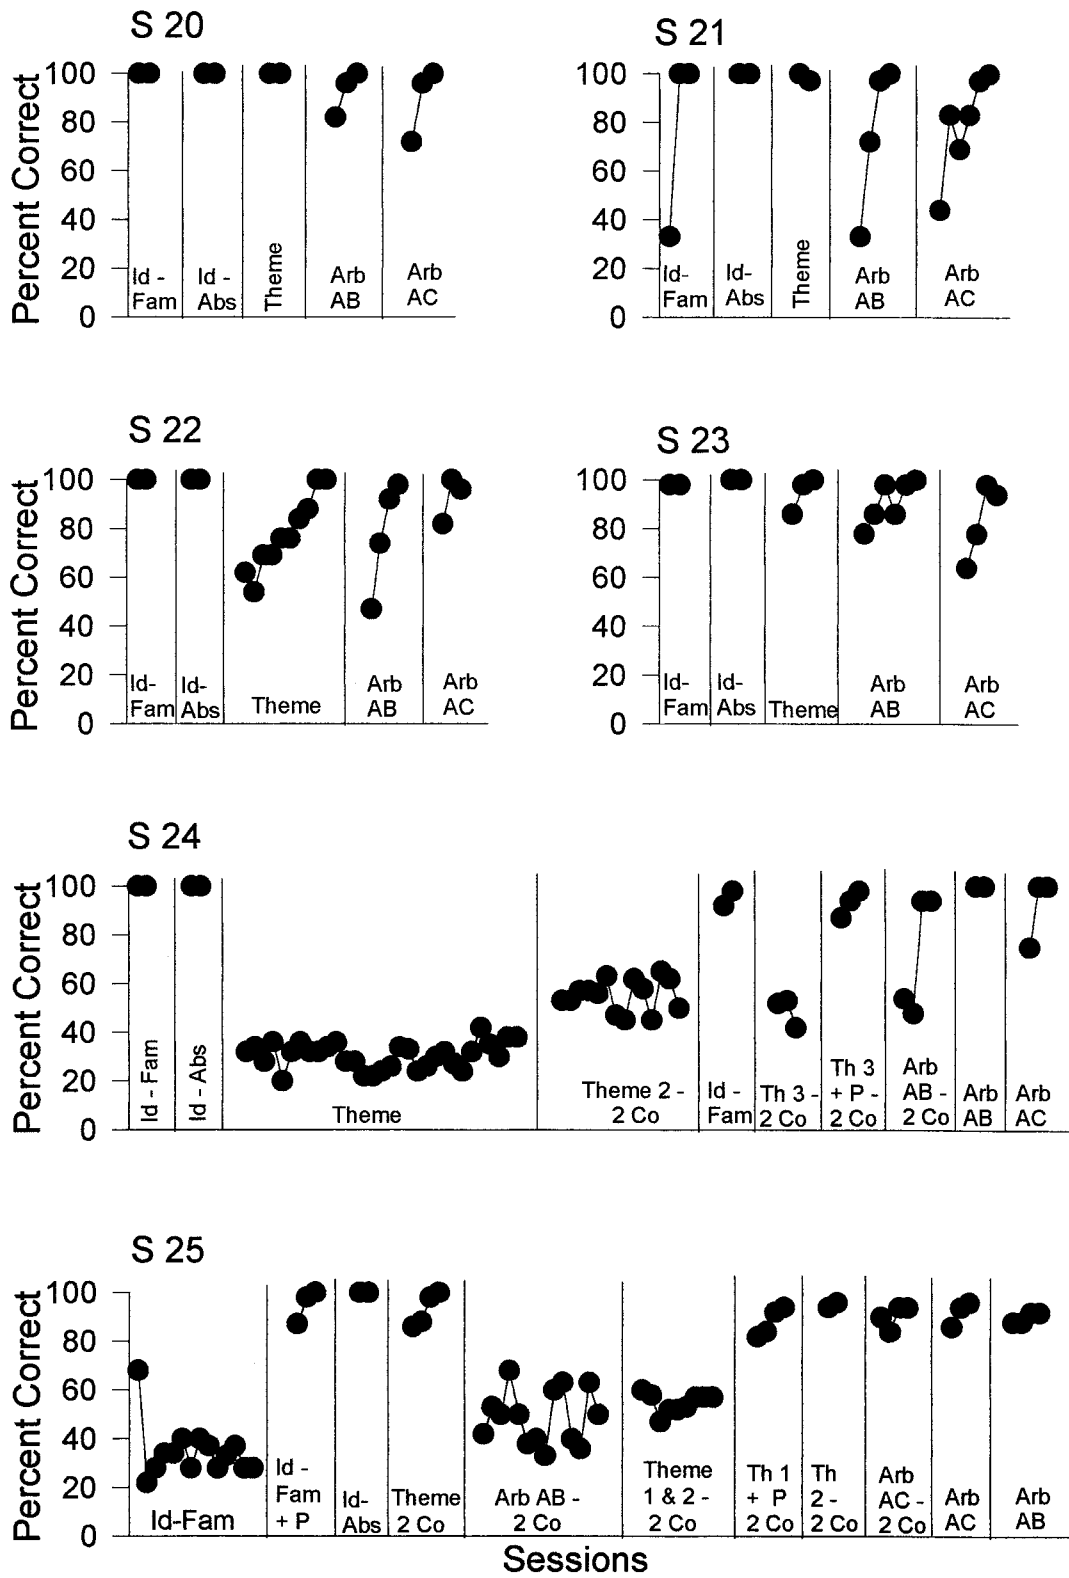 S 20
Percent Correct
100
80
60
40
20
0
Id -
Fam
Id -
Abs
Theme
Arb
AB
Arb
AC
S 21
100
80
60
40
20
0
Id-
Fam
Id-
Abs
Theme
Arb
AB
Arb
AC
S 22
Percent Correct
100
80
60
40
20
0
Id-
Fam
Id-
Abs
Theme
Arb
AB
Arb
AC
S 23
100
80
60
40
20
0
Id-
Fam
Id-
Abs
Theme
Arb
AB
Arb
AC
S 24
Percent Correct
100
80
60
40
20
0
Id - Fam
Id - Abs
Theme
Theme 2 -
2 Co
Id -
Fam
Th 3 -
2 Co
Th 3
+ P -
2 Co
Arb
AB -
2 Co
Arb
AB
Arb
AC
S 25
Percent Correct
100
80
60
40
20
0
Id-Fam
Id -
Fam
+ P
Id-
Abs
Theme
2 Co
Arb AB -
2 Co
Theme
1 & 2 -
2 Co
Th 1
+ P
2 Co
Th
2 -
2 Co
Arb
AC -
2 Co
Arb
AC
Arb
AB
Sessions